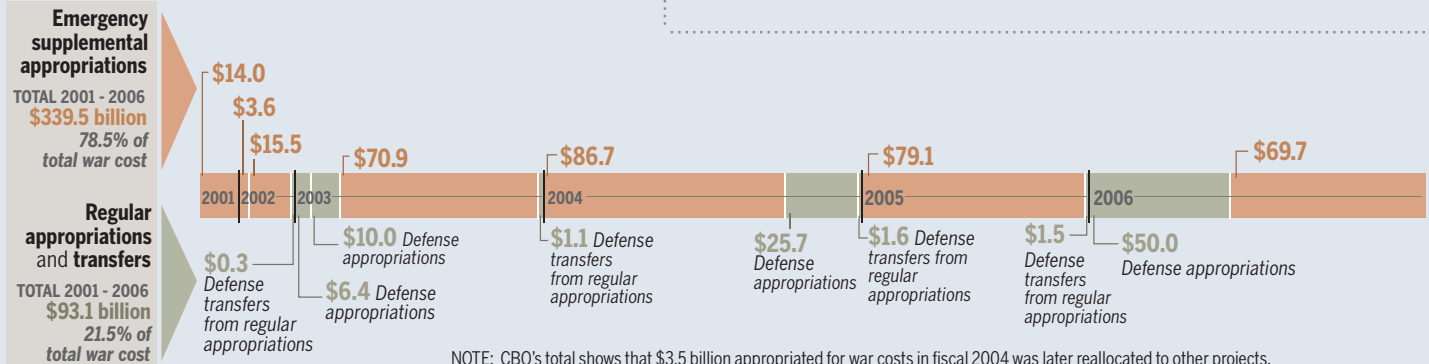 Emergency
supplemental
appropriations
TOTAL 2001 - 2006
$339.5 billion
78.5% of
total war cost
Regular
appropriations
and transfers
TOTAL 2001 - 2006
$93.1 billion
21.5% of
total war cost
$14.0
$3.6
$15.5
$70.9
$86.7
$79.1
$69.7
2001
2002
2003
2004
2005
2006
$0.3
Defense
transfers
from regular
appropriations
$6.4 Defense
appropriations
$10.0 Defense
appropriations
$1.1 Defense
transfers
from regular
appropriations
$25.7
Defense
appropriations
$1.6 Defense
transfers from
regular
appropriations
$1.5
Defense
transfers
from regular
appropriations
$50.0
Defense appropriations
NOTE: CBO's total shows that $3.5 billion appropriated for war costs in fiscal 2004 was later reallocated to other projects.